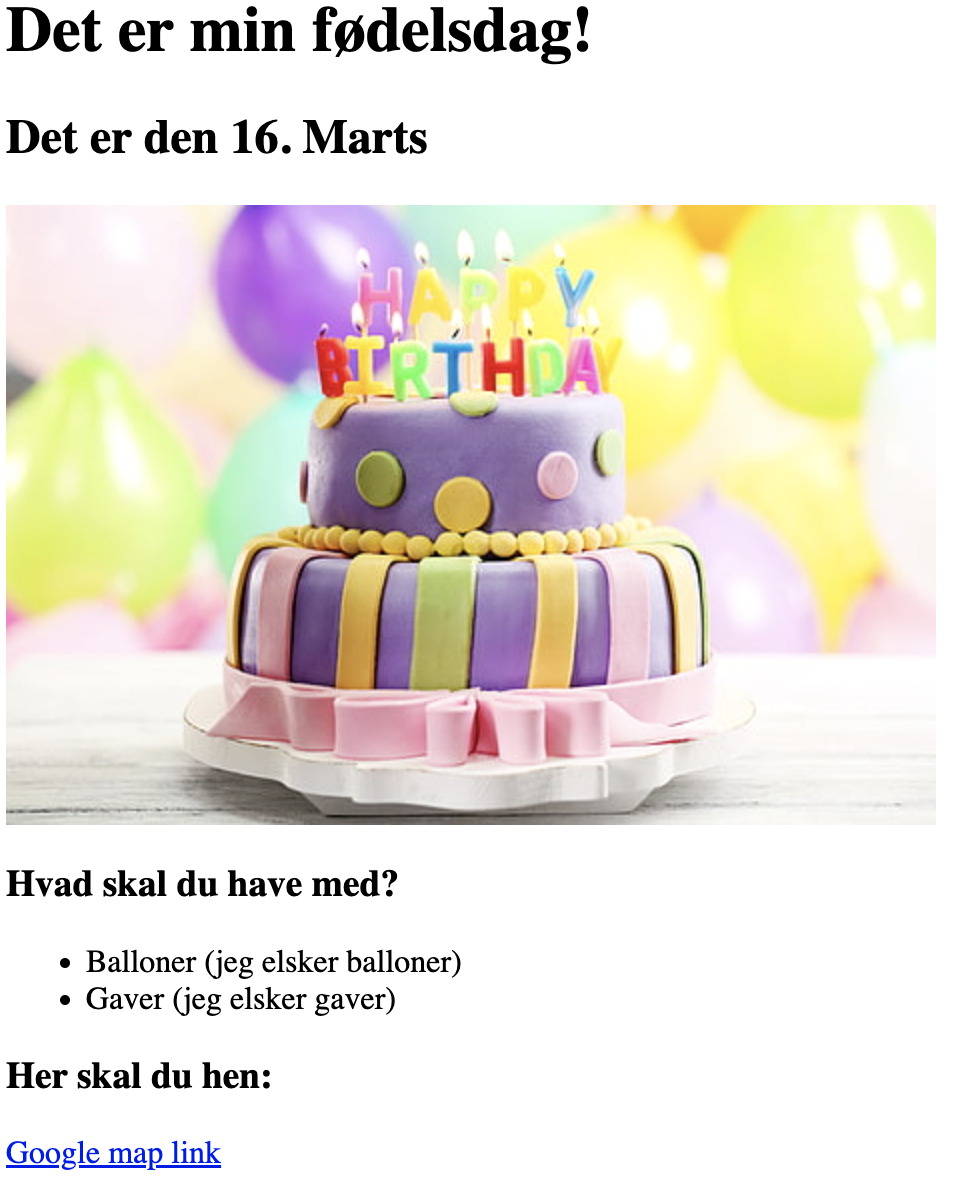 Det er min fødelsdag!
Det er den 16. Marts
HAPPY
BIRTHDAY
Hvad skal du have med?
• Balloner (jeg elsker balloner)
• Gaver (jeg elsker gaver)
Her skal du hen:
Google map link